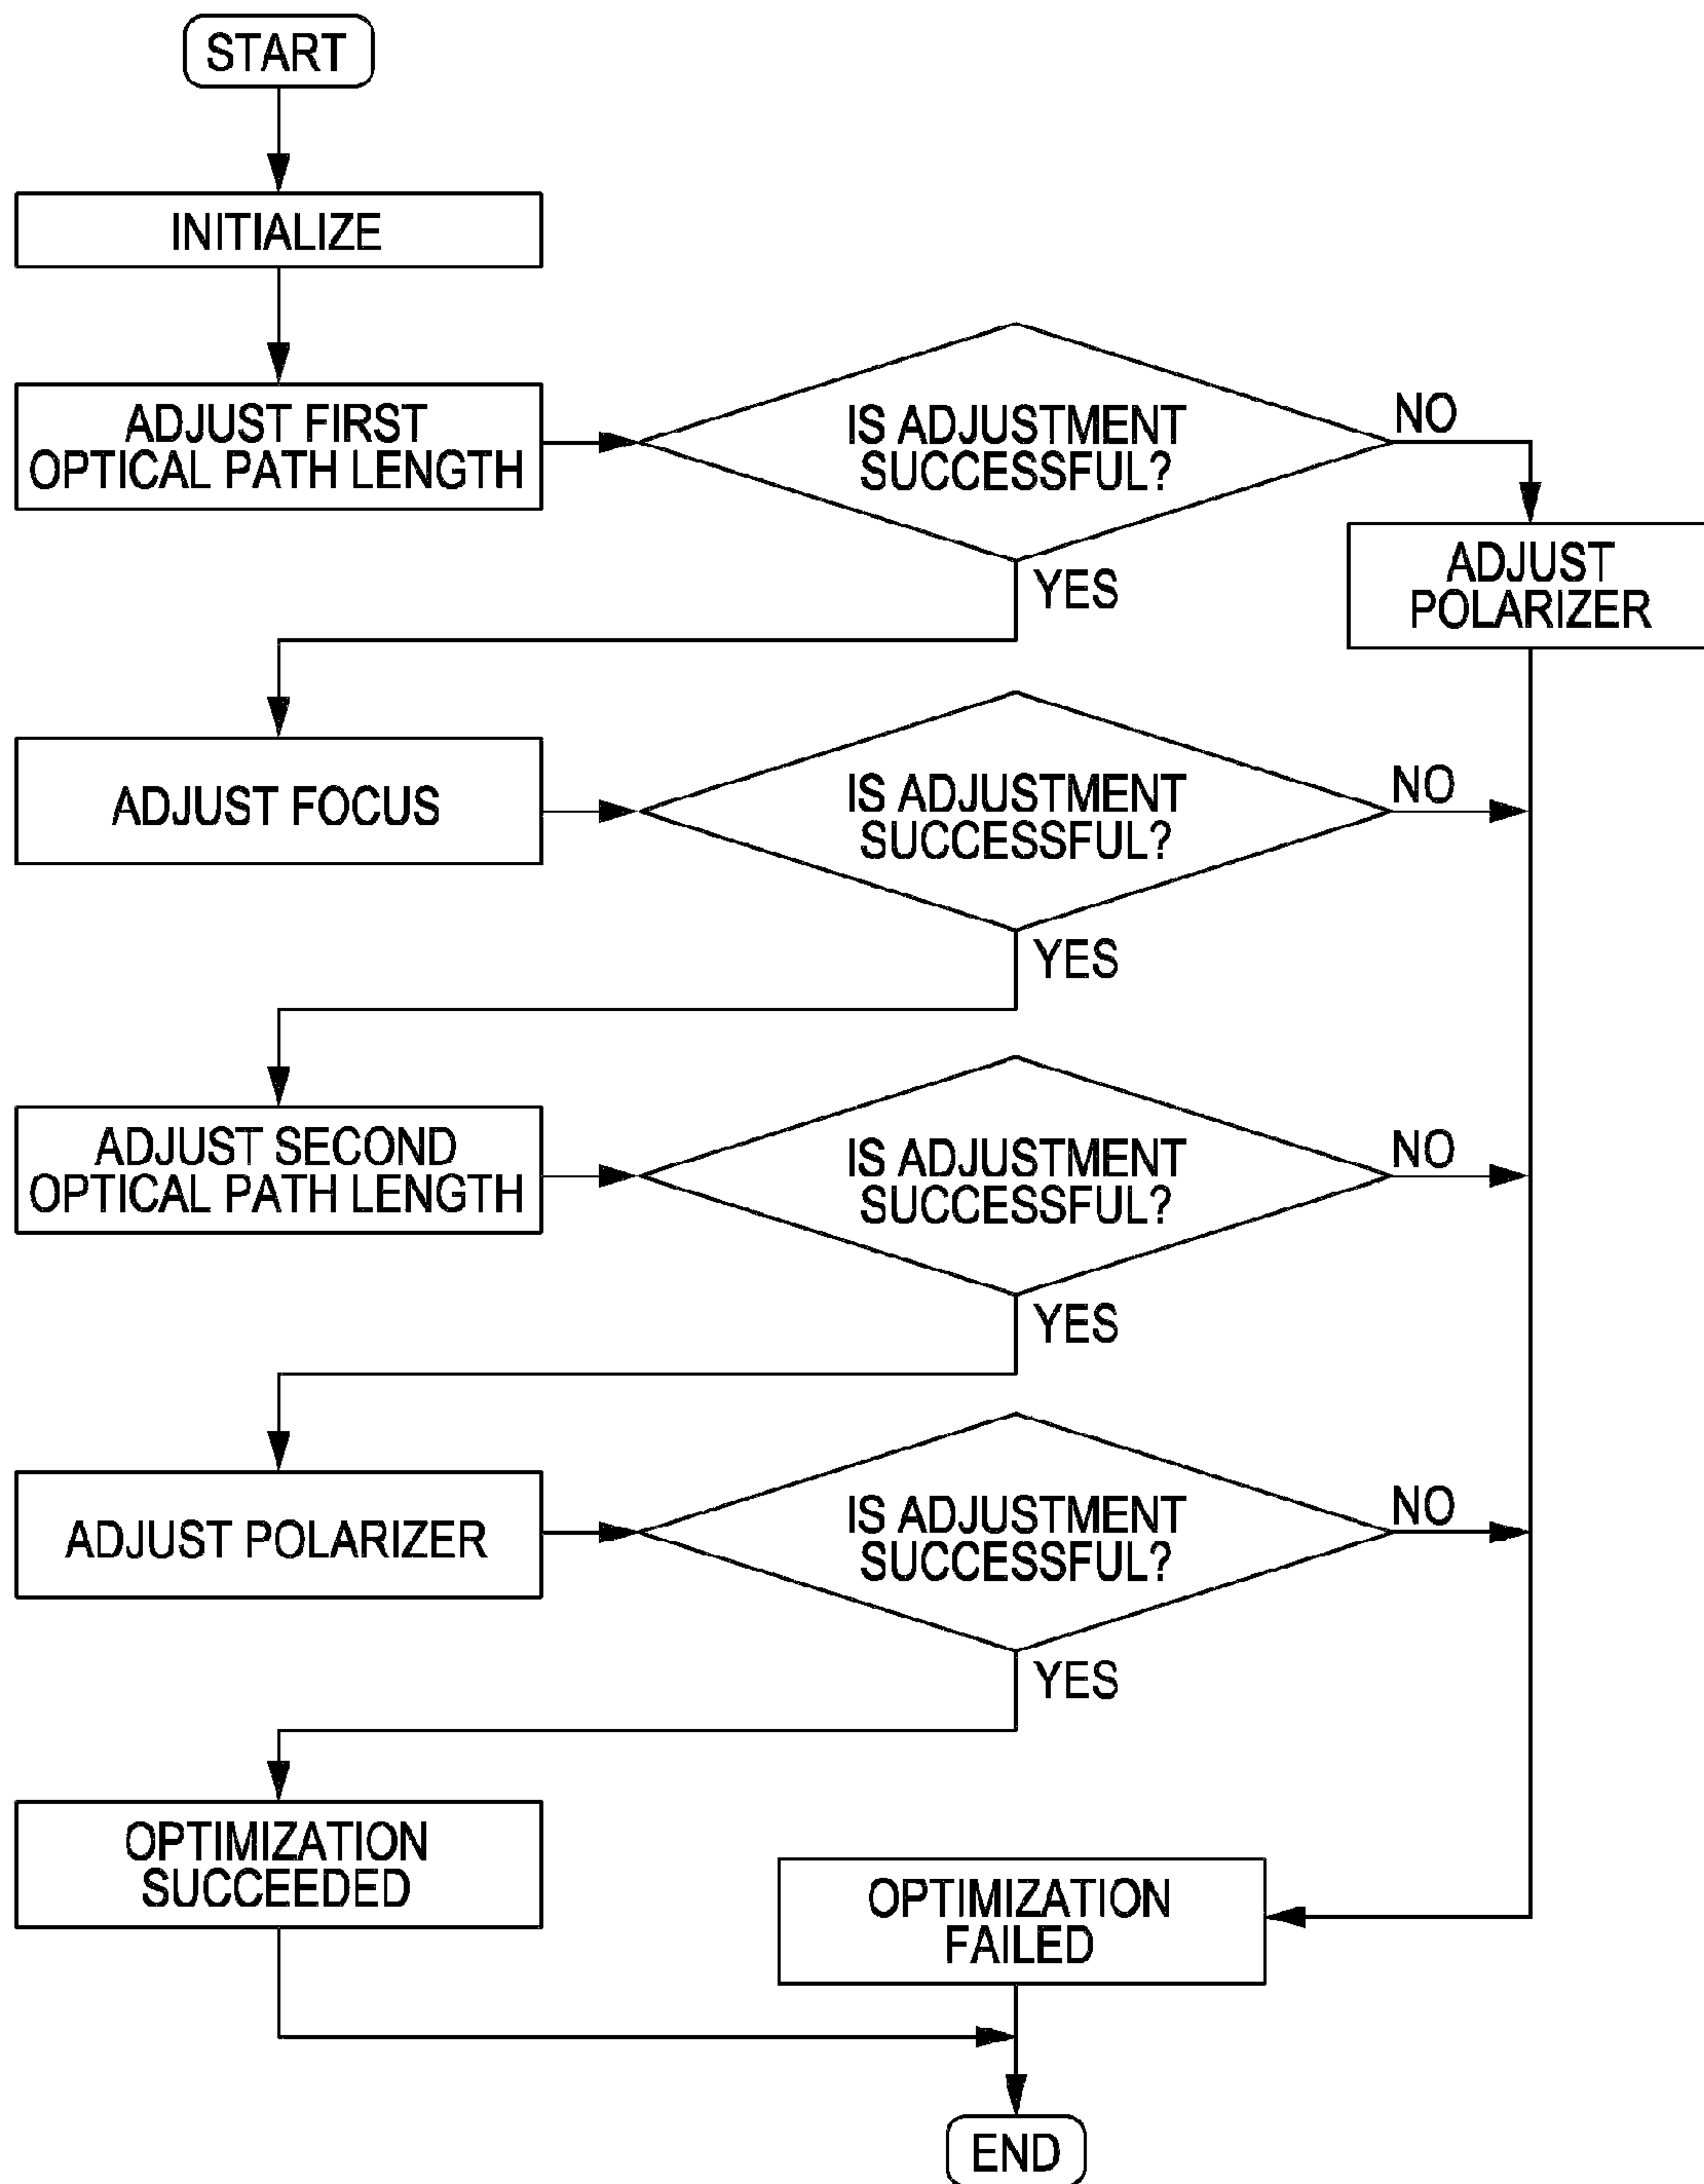 START
INITIALIZE
ADJUST FIRST
OPTICAL PATH LENGTH
IS ADJUSTMENT
SUCCESSFUL?
NO
YES
ADJUST
POLARIZER
ADJUST FOCUS
IS ADJUSTMENT
SUCCESSFUL?
NO
YES
ADJUST SECOND
OPTICAL PATH LENGTH
IS ADJUSTMENT
SUCCESSFUL?
NO
YES
ADJUST POLARIZER
IS ADJUSTMENT
SUCCESSFUL?
NO
YES
OPTIMIZATION
SUCCEEDED
OPTIMIZATION
FAILED
END